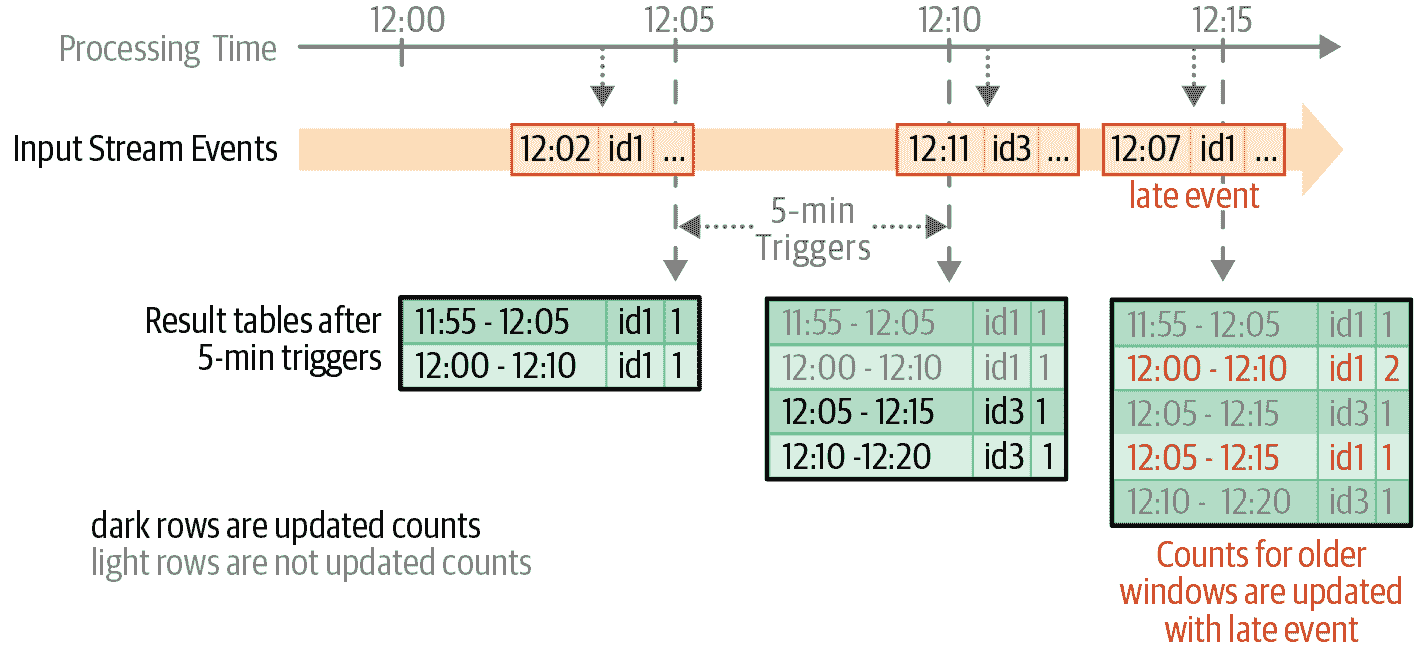 12:00 12:05 12:10 12:15
Processing Time
Input Stream Events
12:02 id1 ...
12:11 id3 ...
12:07 id1 ...
late event
5-min
Triggers
Result tables after
5-min triggers
11:55 - 12:05 id1 1
12:00 - 12:10 id1 1
11:55 - 12:05 id1 1
12:00 - 12:10 id1 1
12:05 - 12:15 id3 1
12:10 -12:20 id3 1
11:55 - 12:05 id1 1
12:00 - 12:10 id1 2
12:05 - 12:15 id3 1
12:05 - 12:15 id1 1
12:10 - 12:20 id3 1
dark rows are updated counts
light rows are not updated counts
Counts for older
windows are updated
with late event